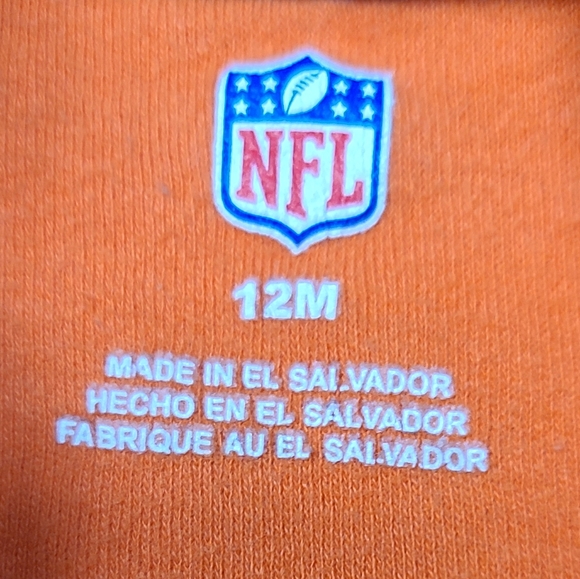 NFL
12M
MADE IN EL SALVADOR
HECHO EN EL SALVADOR
FABRIQUE AU EL SALVADOR